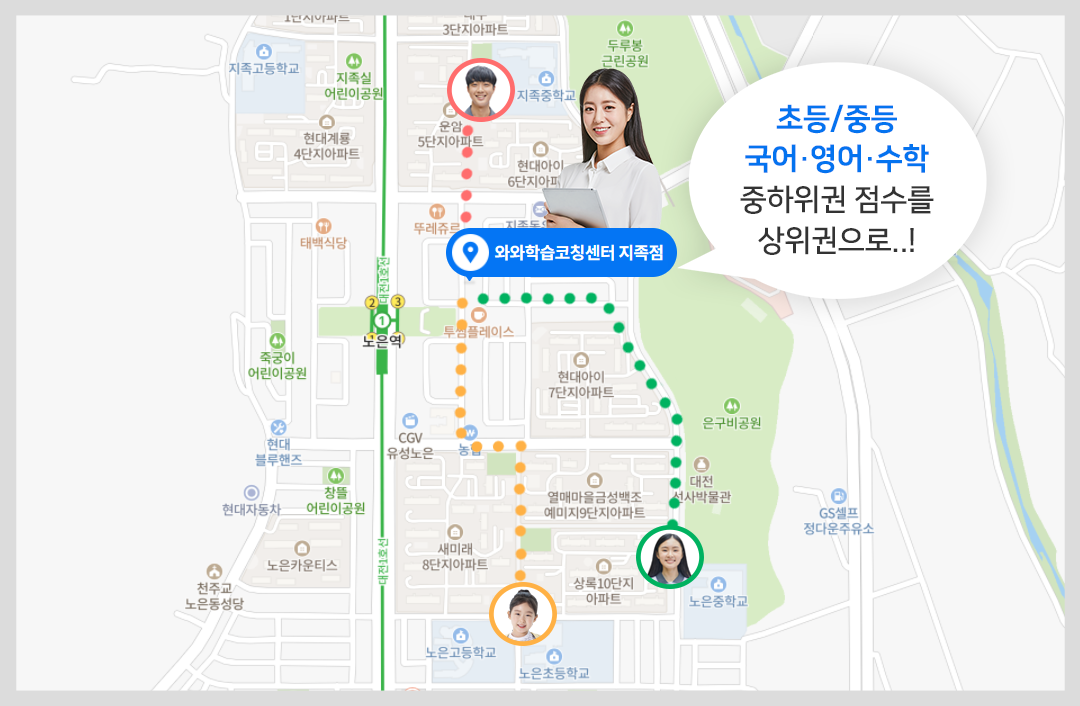 1단지아파트
3단지아파트
지족고등학교
지족실
어린이공원
두루봉
근린공원
지족중학교
현대계룡
4단지아파트
운암
5단지아파트
현대아이
6단지아파
초등/중등
국어·영어·수학
중하위권 점수를
상위권으로..!
태백식당
뚜레쥬르
와와학습코칭센터 지족점
대전1호선
2
3
1
노은역
투썸플레이스
죽궁이
어린이공원
현대아이
7단지아파트
은구비공원
CGV
유성노은
농협
현대
블루핸즈
대전
선사박물관
현대자동차
창뜰
어린이공원
열매마을금성백조
예미지9단지아파트
GS셀프
정다운주유소
대전1호선
새미래
8단지아파트
노은카운티스
상록10단지
아파트
천주교
노은동성당
노은중학교
노은고등학교
노은초등학교